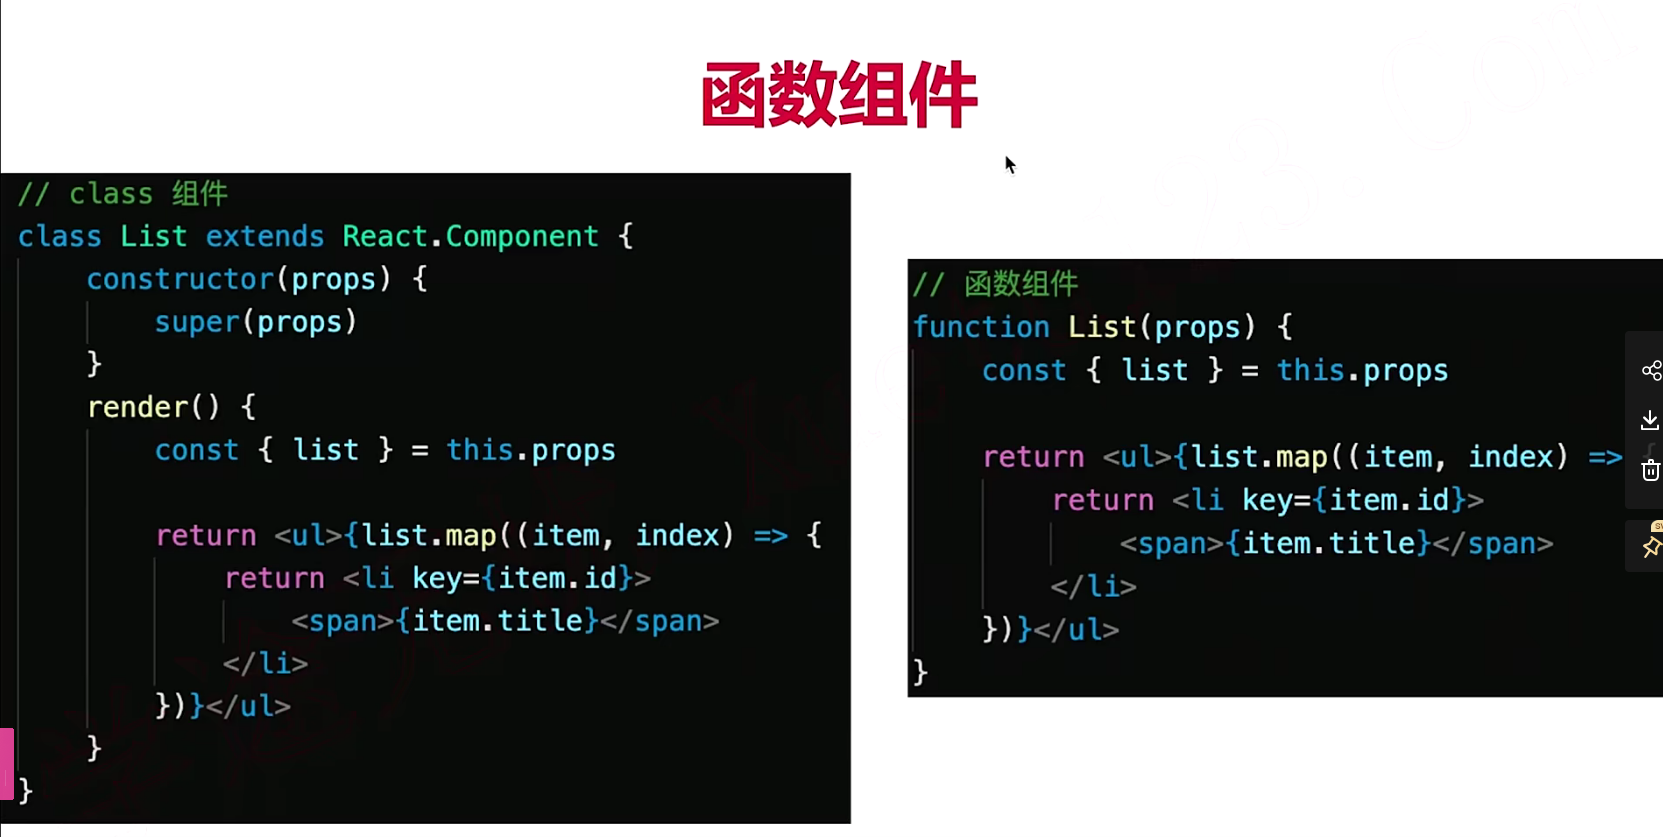 函数组件
// class 组件
class List extends React.Component {
    constructor(props) {
        super(props)
    }
    render() {
        const { list } = this.props

        return <ul>{list.map((item, index) => {
            return <li key={item.id}>
                <span>{item.title}</span>
            </li>
        })}</ul>
    }
}
// 函数组件
function List(props) {
    const { list } = this.props

    return <ul>{list.map((item, index) => {
        return <li key={item.id}>
            <span>{item.title}</span>
        </li>
    })}</ul>
}